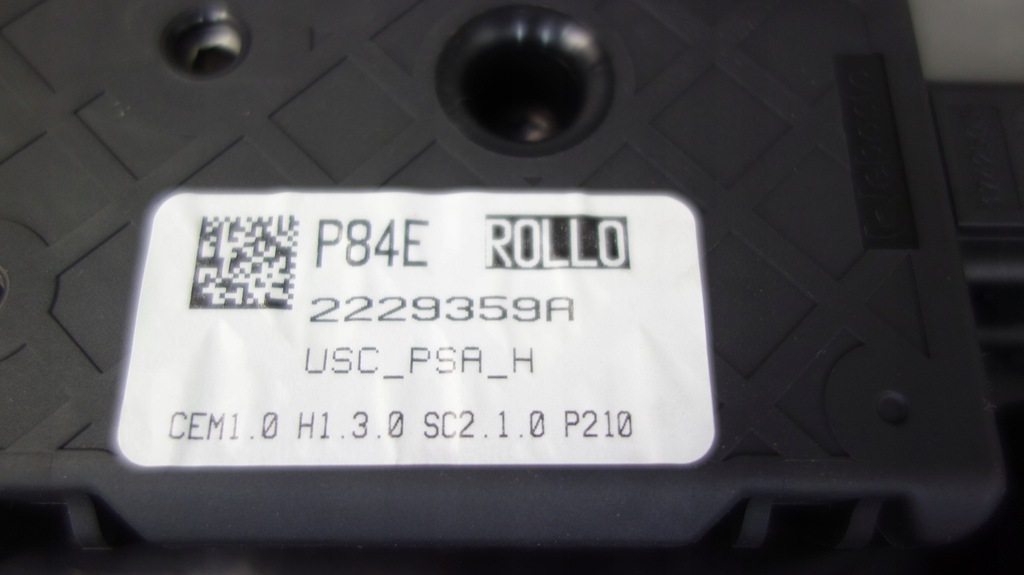 P84E ROLLO
2229359A
USC_PSA_H
CEM1.0 H1.3.0 SC2.1.0 P210